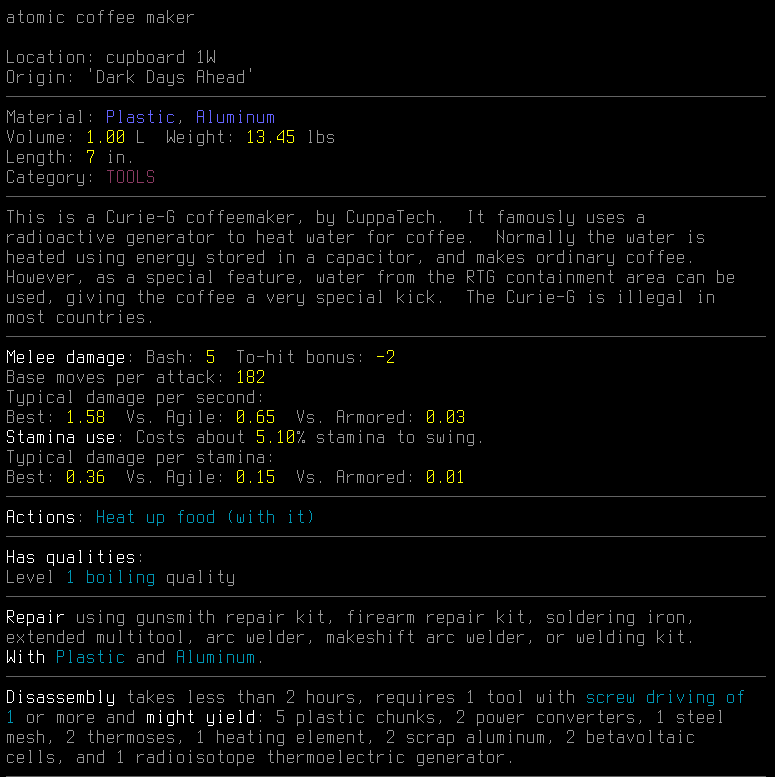 atomic coffee maker
Location: cupboard 1W
Origin: 'Dark Days Ahead'
Material: Plastic, Aluminum
Volume: 1.00 L  Weight: 13.45 lbs
Length: 7 in.
Category: TOOLS
This is a Curie-G coffeemaker, by CuppaTech.  It famously uses a
radioactive generator to heat water for coffee.  Normally the water is
heated using energy stored in a capacitor, and makes ordinary coffee.
However, as a special feature, water from the RTG containment area can be
used, giving the coffee a very special kick.  The Curie-G is illegal in
most countries.
Melee damage: Bash: 5  To-hit bonus: -2
Base moves per attack: 182
Typical damage per second:
Best: 1.58  Vs. Agile: 0.65  Vs. Armored: 0.03
Stamina use: Costs about 5.10% stamina to swing.
Typical damage per stamina:
Best: 0.36  Vs. Agile: 0.15  Vs. Armored: 0.01
Actions: Heat up food (with it)
Has qualities:
Level 1 boiling quality
Repair using gunsmith repair kit, firearm repair kit, soldering iron,
extended multitool, arc welder, makeshift arc welder, or welding kit.
With Plastic and Aluminum.
Disassembly takes less than 2 hours, requires 1 tool with screw driving of
1 or more and might yield: 5 plastic chunks, 2 power converters, 1 steel
mesh, 2 thermoses, 1 heating element, 2 scrap aluminum, 2 betavoltaic
cells, and 1 radioisotope thermoelectric generator.